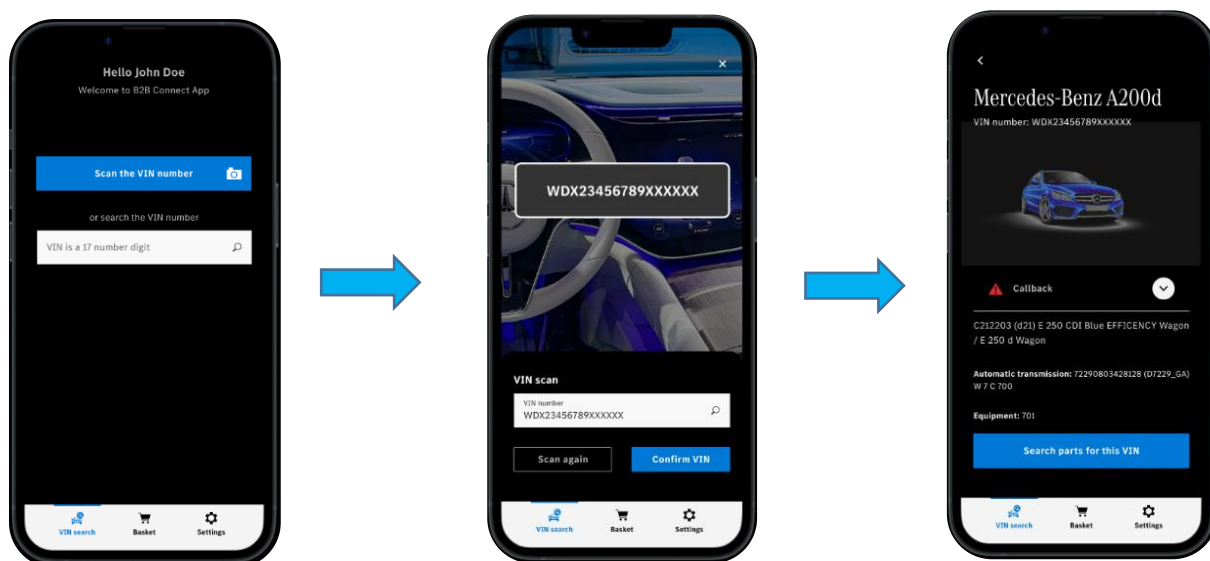 Hello John Doe
Welcome to B2B Connect App
Scan the VIN number
or search the VIN number
VIN is a 17 number digit
VIN search
Basket
Settings
×
WDX23456789XXXXXX
VIN scan
VIN number
WDX23456789XXXXXX
Scan again
Confirm VIN
VIN search
Basket
Settings
Mercedes-Benz A200d
VIN number: WDX23456789XXXXXX
Callback
C212203 (d21) E 250 CDI Blue EFFICENCY Wagon
/ E 250 d Wagon
Automatic transmission: 72290803428128 (D7229_GA)
W 7 C 700
Equipment: 701
Search parts for this VIN
VIN search
Basket
Settings